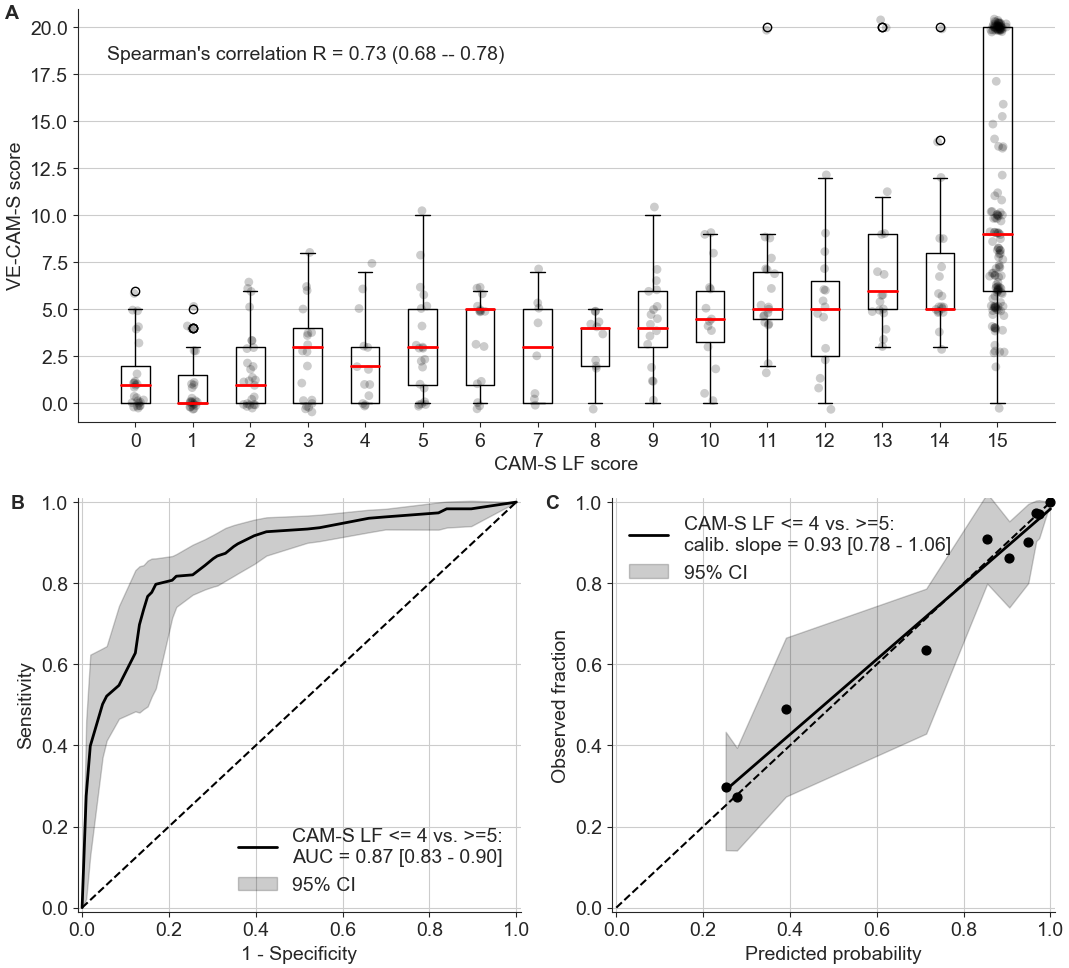 A
20.0
17.5
15.0
12.5
10.0
7.5
5.0
2.5
0.0
VE-CAM-S score
Spearman's correlation R = 0.73 (0.68 -- 0.78)
0 1 2 3 4 5 6 7 8 9 10 11 12 13 14 15
CAM-S LF score
B
1.0
0.8
0.6
0.4
0.2
0.0
Sensitivity
CAM-S LF <= 4 vs. >=5:
AUC = 0.87 [0.83 - 0.90]
95% CI
0.0 0.2 0.4 0.6 0.8 1.0
1 - Specificity
C
1.0
0.8
0.6
0.4
0.2
0.0
Observed fraction
CAM-S LF <= 4 vs. >=5:
calib. slope = 0.93 [0.78 - 1.06]
95% CI
0.0 0.2 0.4 0.6 0.8 1.0
Predicted probability